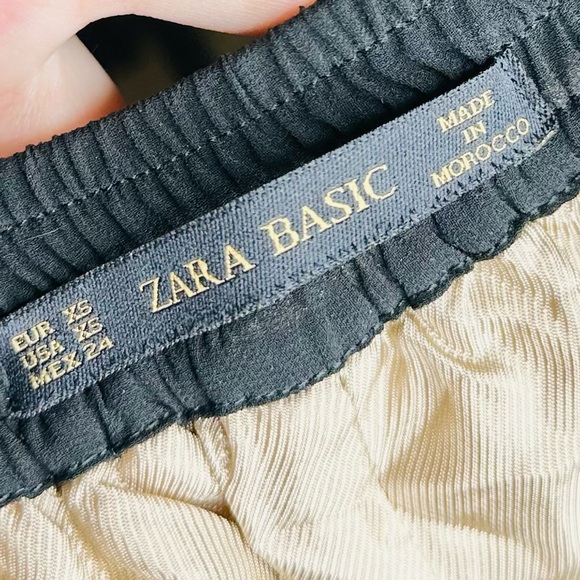 EUR XS
USA XS
MEX 24
ZARA BASIC
MADE
IN
MOROCCO